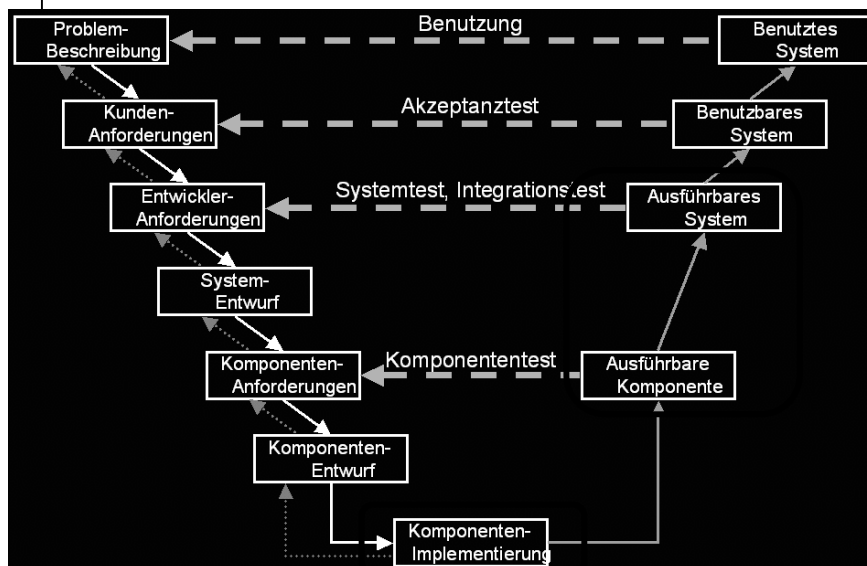 Benutzung
Problem-
Beschreibung
Benutztes
System
Akzeptanztest
Kunden-
Anforderungen
Benutzbares
System
Systemtest, Integrationstest
Entwickler-
Anforderungen
Ausführbares
System
System-
Entwurf
Komponententest
Komponenten-
Anforderungen
Ausführbare
Komponente
Komponenten-
Entwurf
Komponenten-
Implementierung